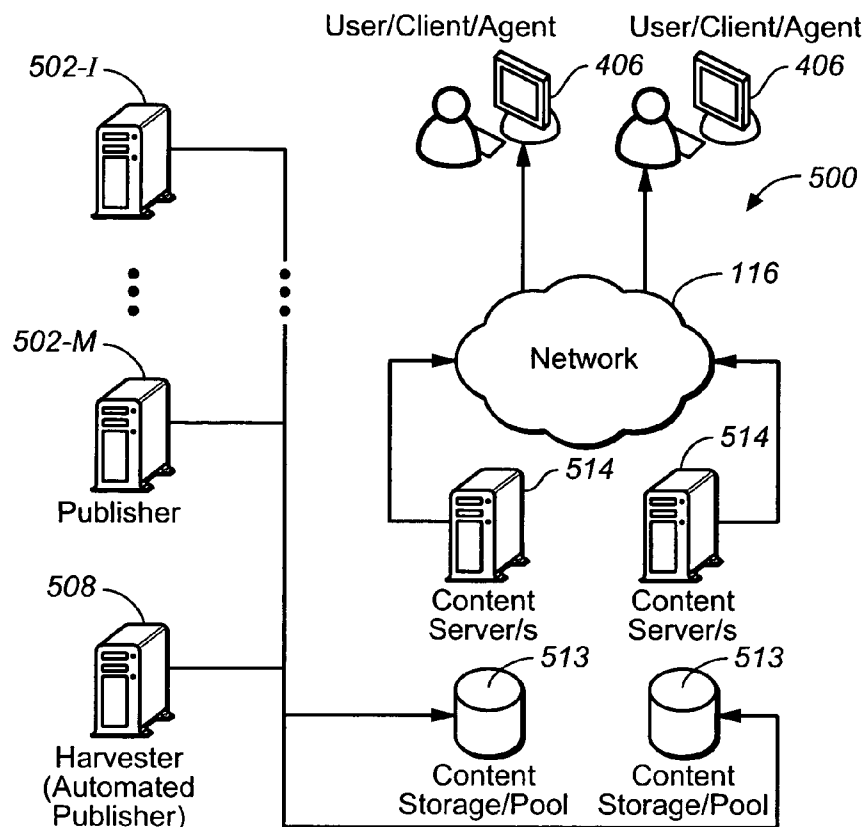 User/Client/Agent
User/Client/Agent
502-I
406
406
500
116
502-M
Network
514
514
Publisher
508
Content
Server/s
Content
Server/s
513
513
Harvester
(Automated
Publisher)
Content
Storage/Pool
Content
Storage/Pool